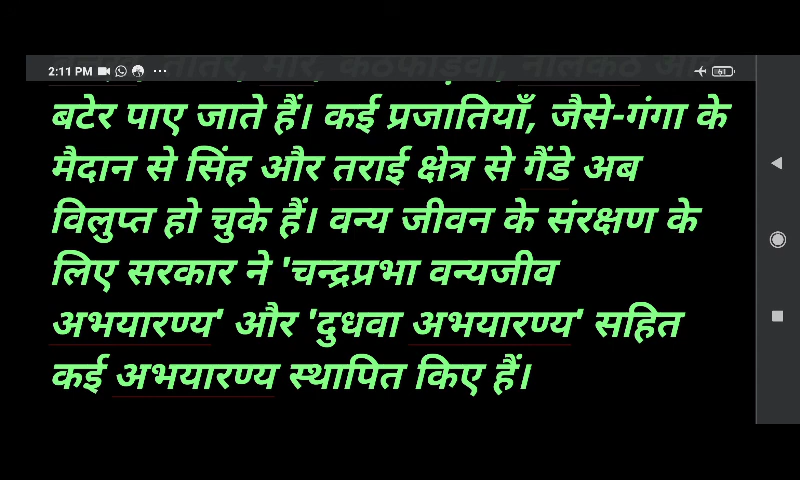 2:11 PM
61
बटेर पाए जाते हैं। कई प्रजातियाँ, जैसे-गंगा के
मैदान से सिंह और तराई क्षेत्र से गैंडे अब
विलुप्त हो चुके हैं। वन्य जीवन के संरक्षण के
लिए सरकार ने 'चन्द्रप्रभा वन्यजीव
अभयारण्य' और 'दुधवा अभयारण्य' सहित
कई अभयारण्य स्थापित किए हैं।